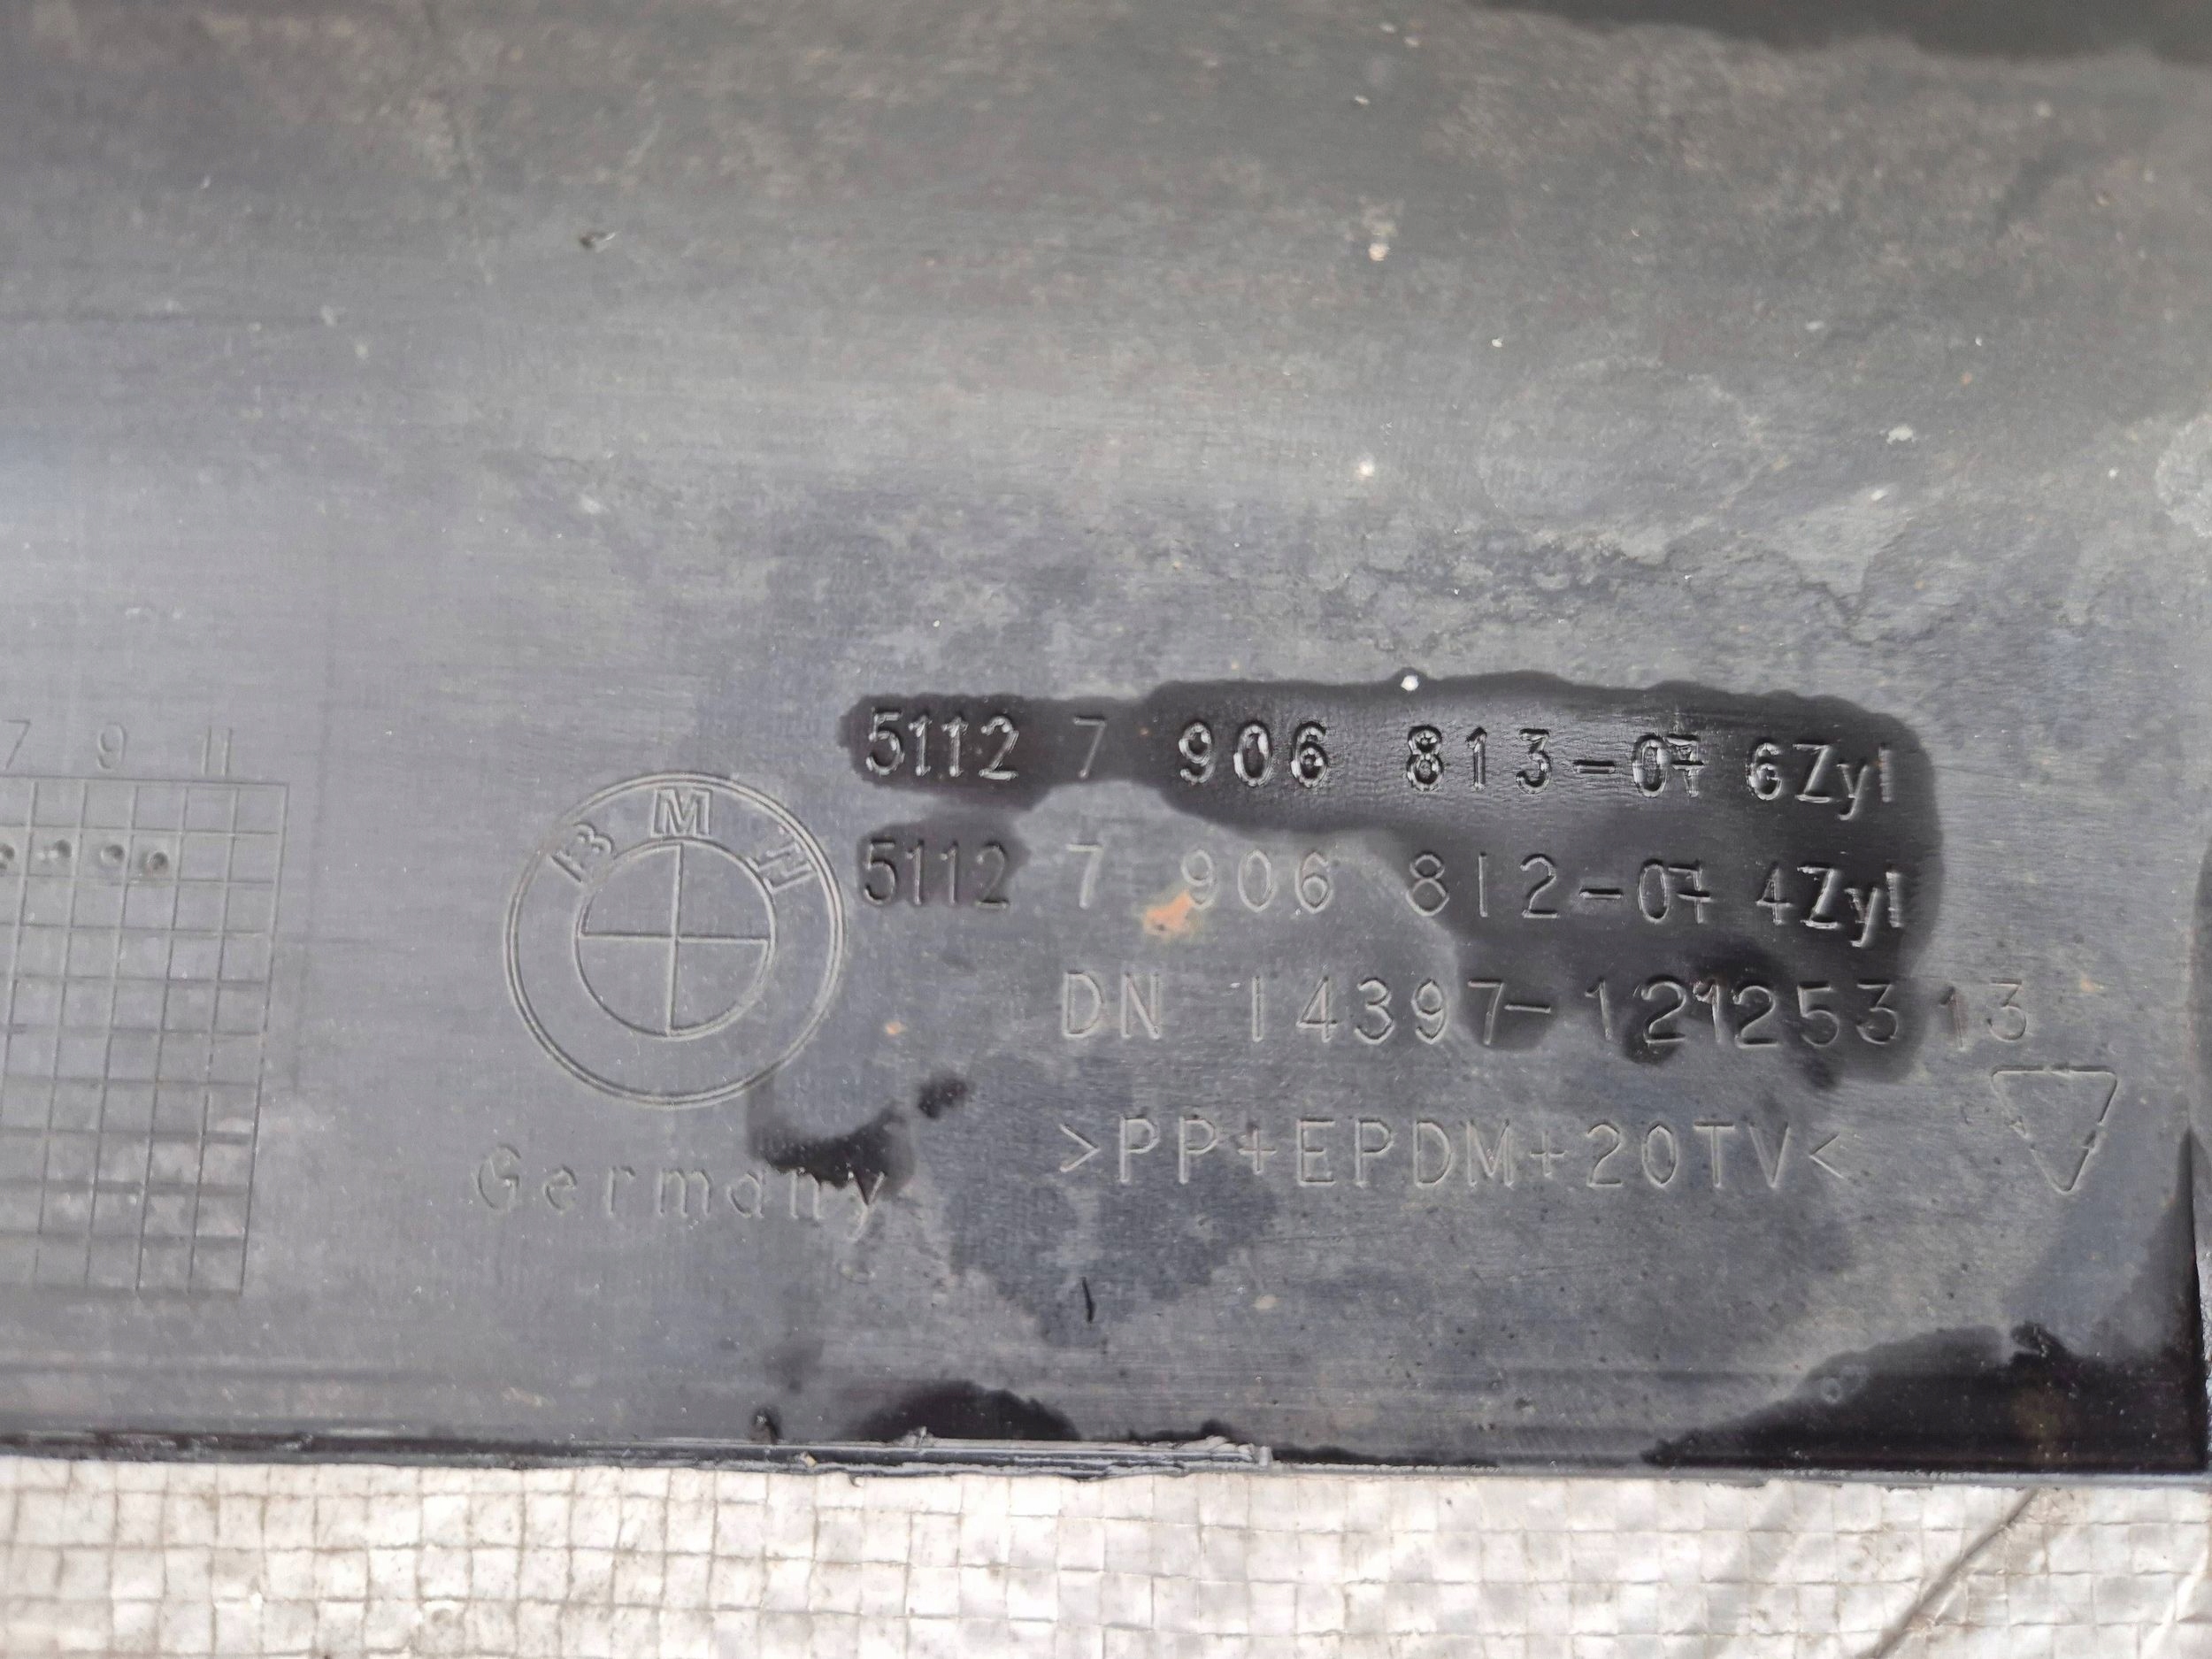 7 9 11
5112 7 906 813-07 6Zyl
BMW
5112 7 906 812-07 4Zyl
DN 14397-
13
>PP+EPDM+20TV<
Germany